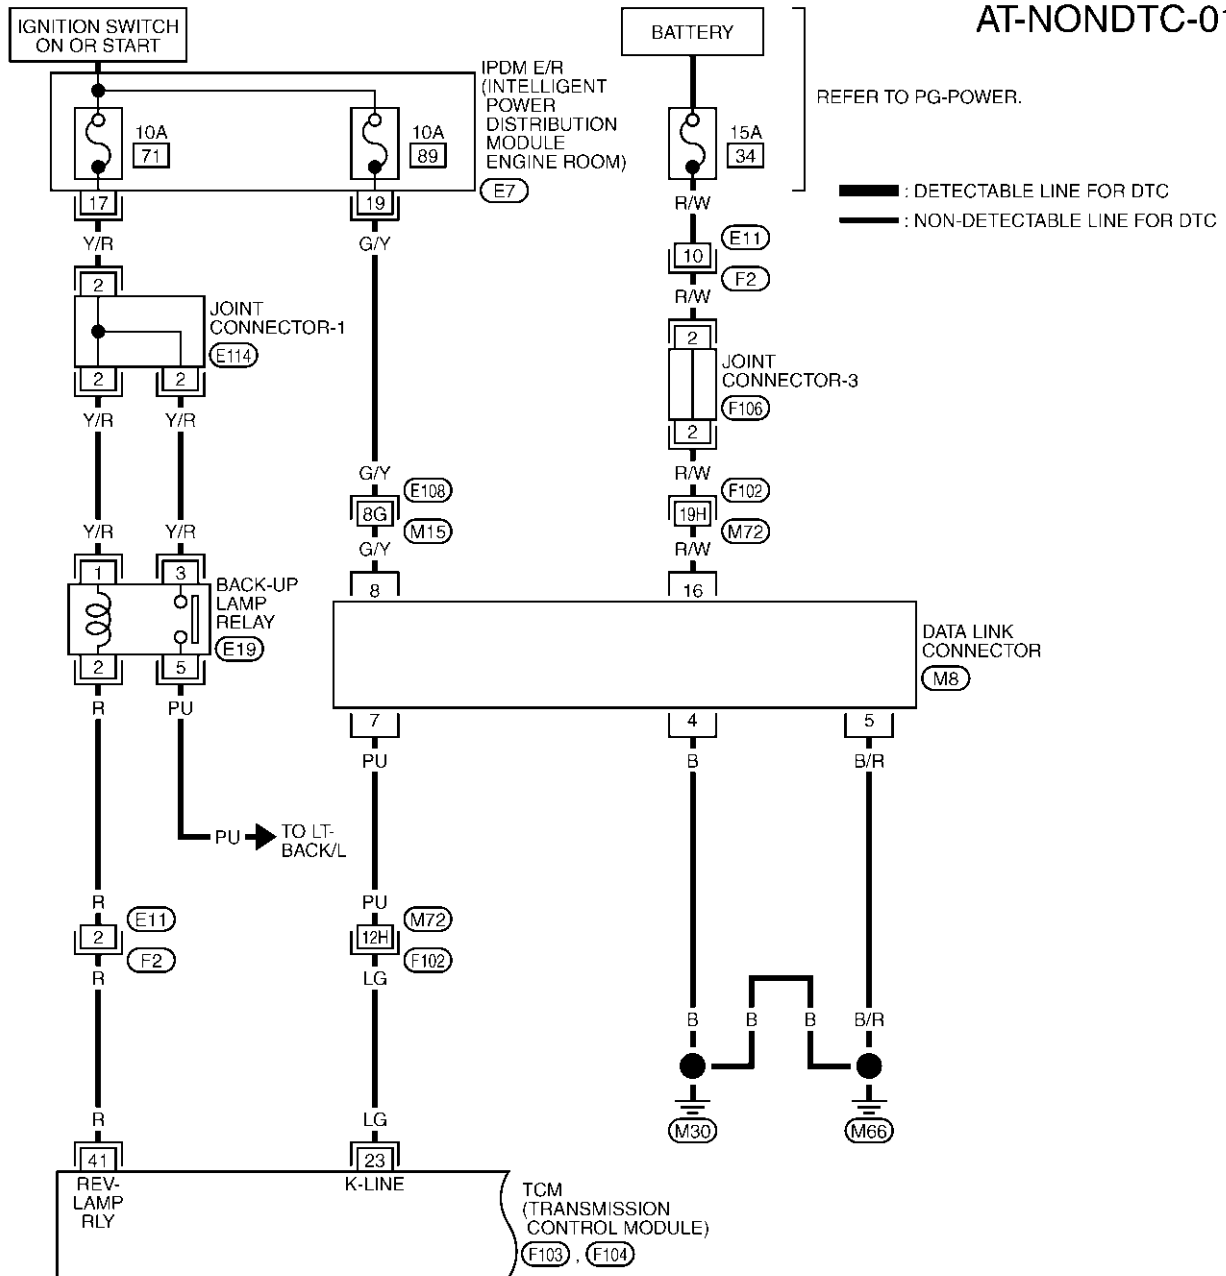 AT-NONDTC-01
IGNITION SWITCH
ON OR START
BATTERY
IPDM E/R
(INTELLIGENT
POWER
DISTRIBUTION
MODULE
ENGINE ROOM)
E7
REFER TO PG-POWER.
10A
71
10A
89
15A
34
: DETECTABLE LINE FOR DTC
: NON-DETECTABLE LINE FOR DTC
17
19
R/W
Y/R
G/Y
E11
10
F2
R/W
2
JOINT
CONNECTOR-1
E114
2
2
2
JOINT
CONNECTOR-3
F106
2
Y/R
Y/R
G/Y
R/W
E108
8G
M15
F102
19H
M72
Y/R
Y/R
G/Y
R/W
1
3
8
16
BACK-UP
LAMP
RELAY
E19
DATA LINK
CONNECTOR
M8
2
5
7
4
5
R
PU
PU
B
B/R
PU
TO LT-
BACK/L
R
PU
E11
2
F2
M72
12H
F102
R
LG
B
B
B
B/R
R
LG
M30
M66
41
23
REV-
LAMP
RLY
K-LINE
TCM
(TRANSMISSION
CONTROL MODULE)
F103 , F104